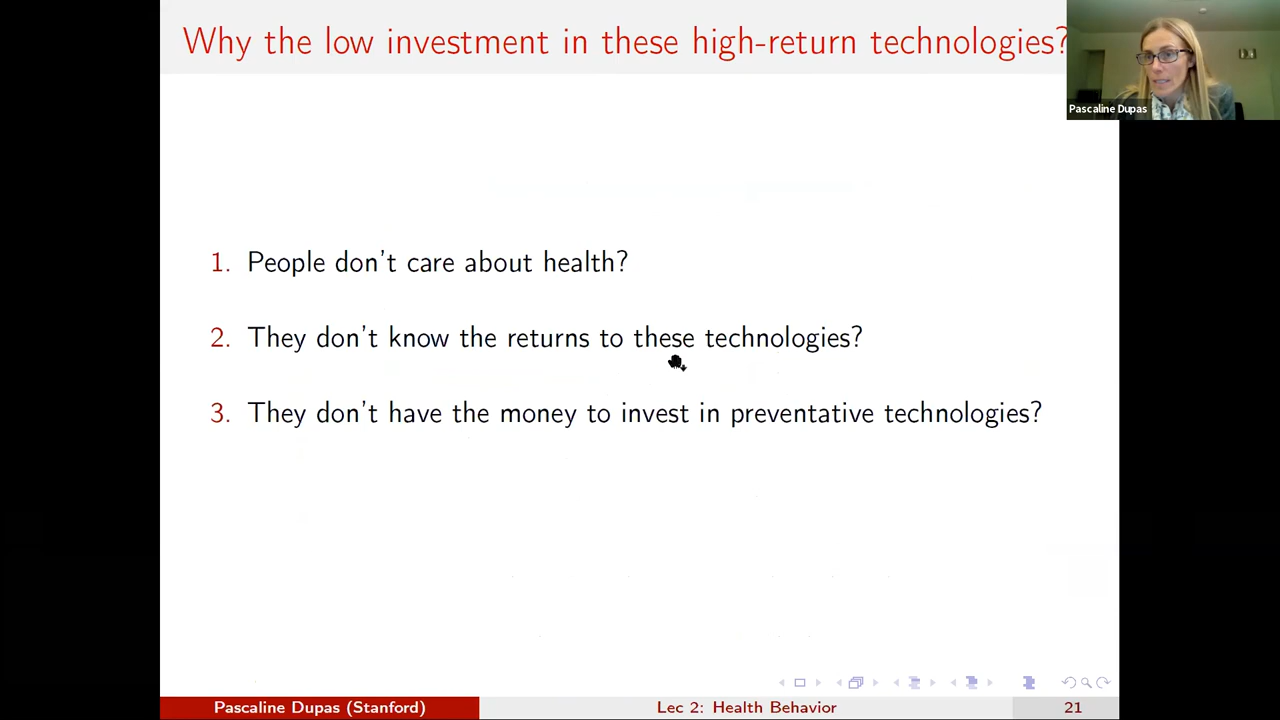 Why the low investment in these high-return technologies?
Pascaline Dupas
1. People don't care about health?
2. They don't know the returns to these technologies?
3. They don't have the money to invest in preventative technologies?
Pascaline Dupas (Stanford) Lec 2: Health Behavior 21